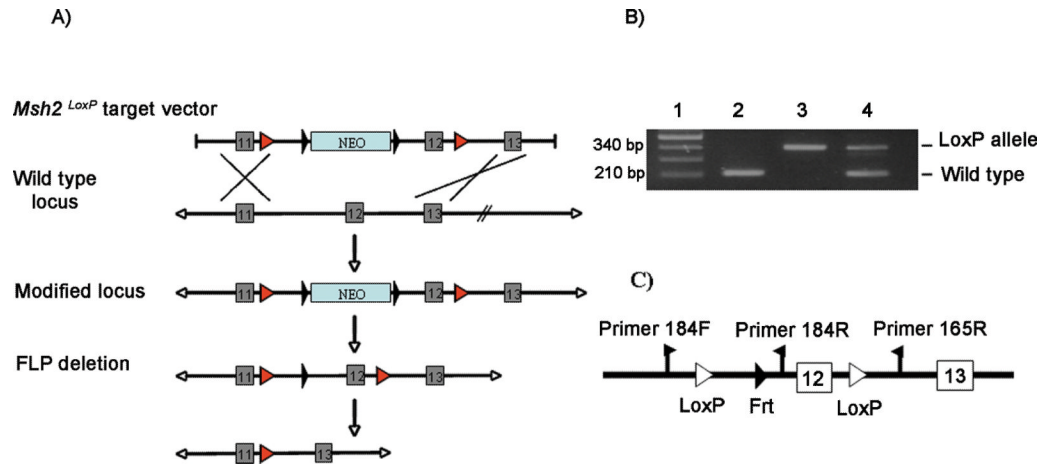 A)
Msh2 LoxP target vector
11 NEO 12 13
Wild type
locus
11 12 13
Modified locus
11 NEO 12 13
FLP deletion
11 12 13
11 13
B)
1 2 3 4
340 bp
210 bp
LoxP allele
Wild type
C)
Primer 184F Primer 184R Primer 165R
12 13
LoxP Frt LoxP